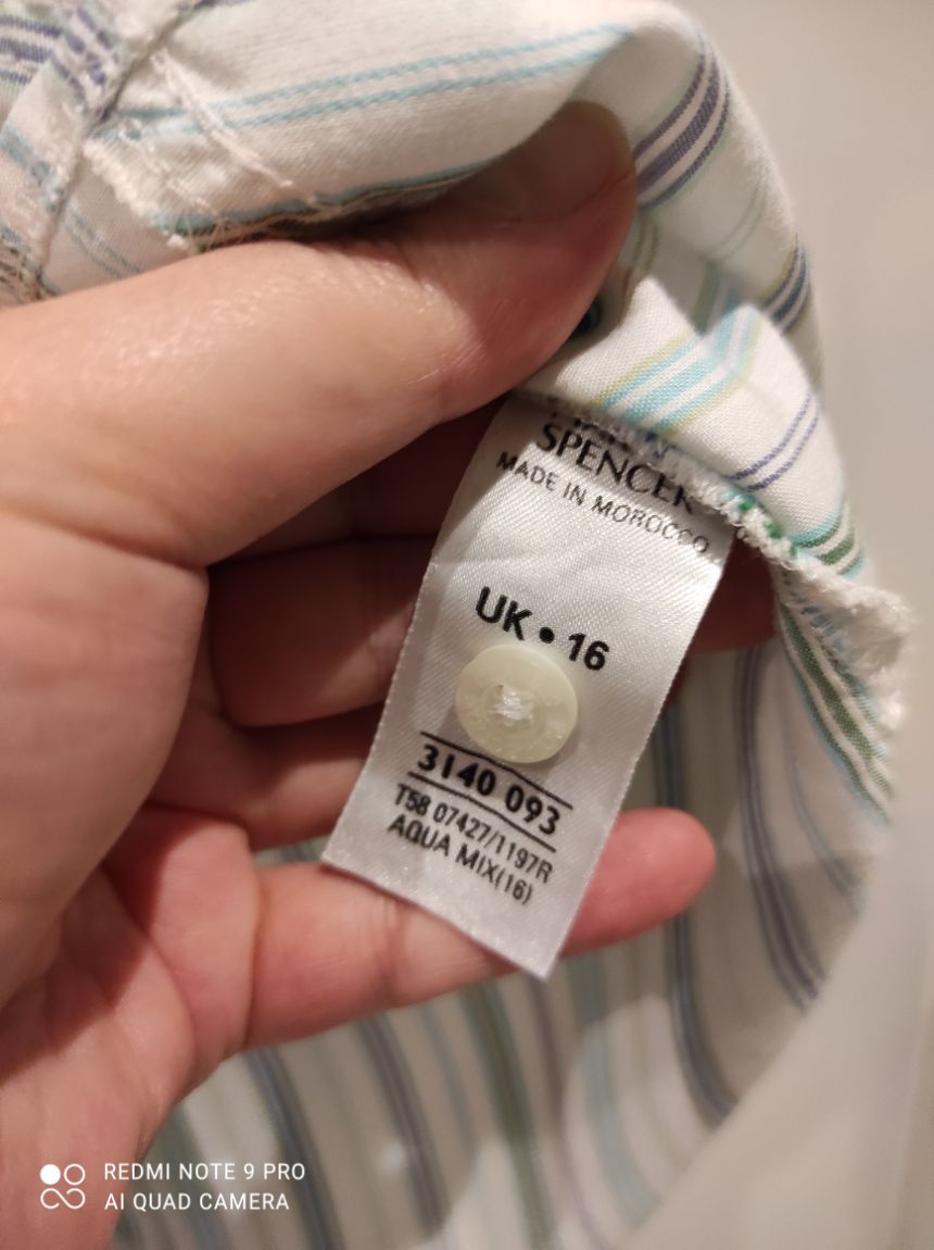 SPENCER
MADE IN MOROCCO
UK • 16
3140 093
T58 07427/1197R
AQUA MIX(16)
REDMI NOTE 9 PRO
AI QUAD CAMERA